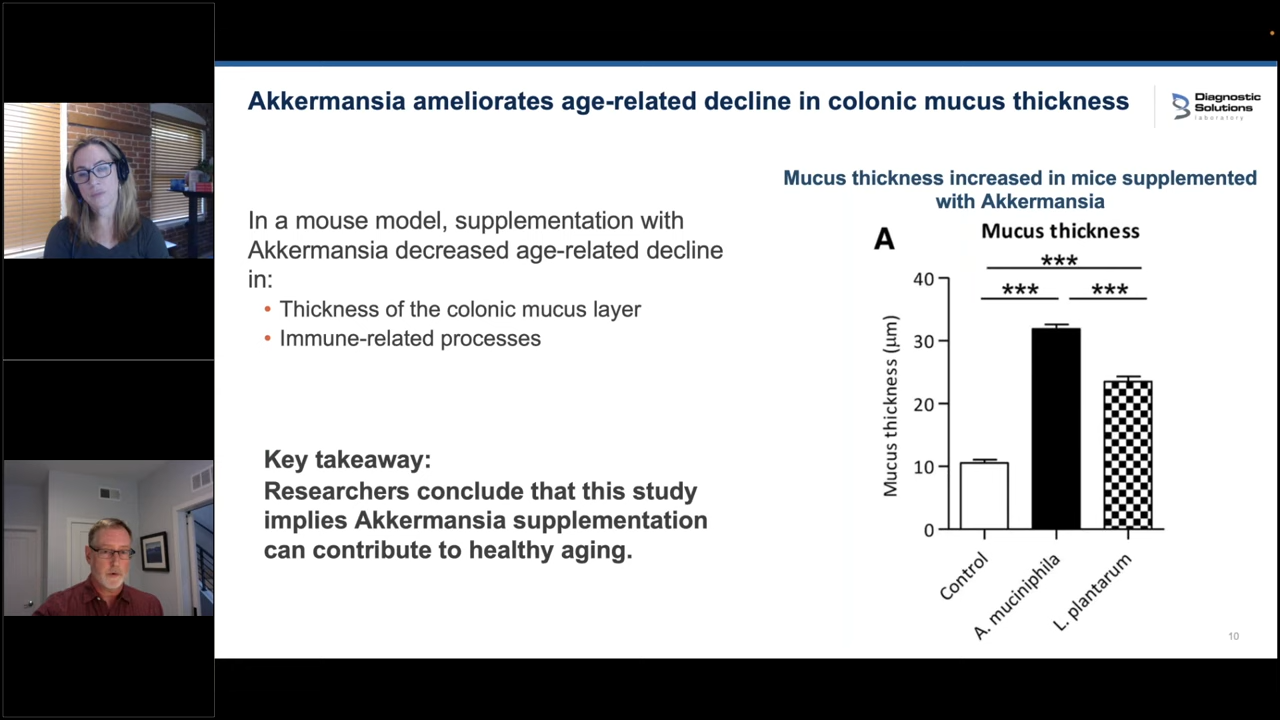 Akkermansia ameliorates age-related decline in colonic mucus thickness
Diagnostic
Solutions
laboratory
In a mouse model, supplementation with
Akkermansia decreased age-related decline
in:
• Thickness of the colonic mucus layer
• Immune-related processes
Key takeaway:
Researchers conclude that this study
implies Akkermansia supplementation
can contribute to healthy aging.
Mucus thickness increased in mice supplemented
with Akkermansia
A
Mucus thickness
***
*** ***
Mucus thickness (μm)
40
30
20
10
0
Control
A. muciniphila
L. plantarum
10